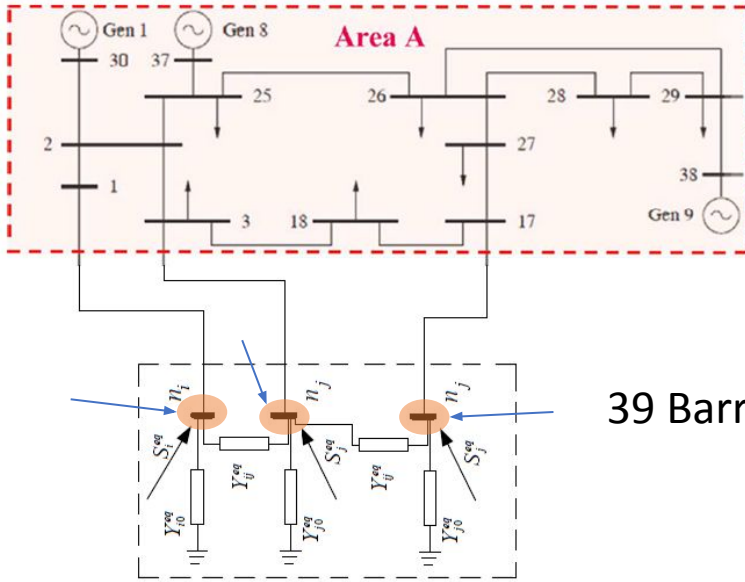 Gen 1
Gen 8
Area A
30
37
25
26
28
29
2
27
1
38
3
18
17
Gen 9
n_i
n_j
n_j
39 Barr
S_i^eq
Y_ij^eq
S_j^eq
Y_ij^eq
S_j^eq
Y_i0^eq
Y_j0^eq
Y_j0^eq